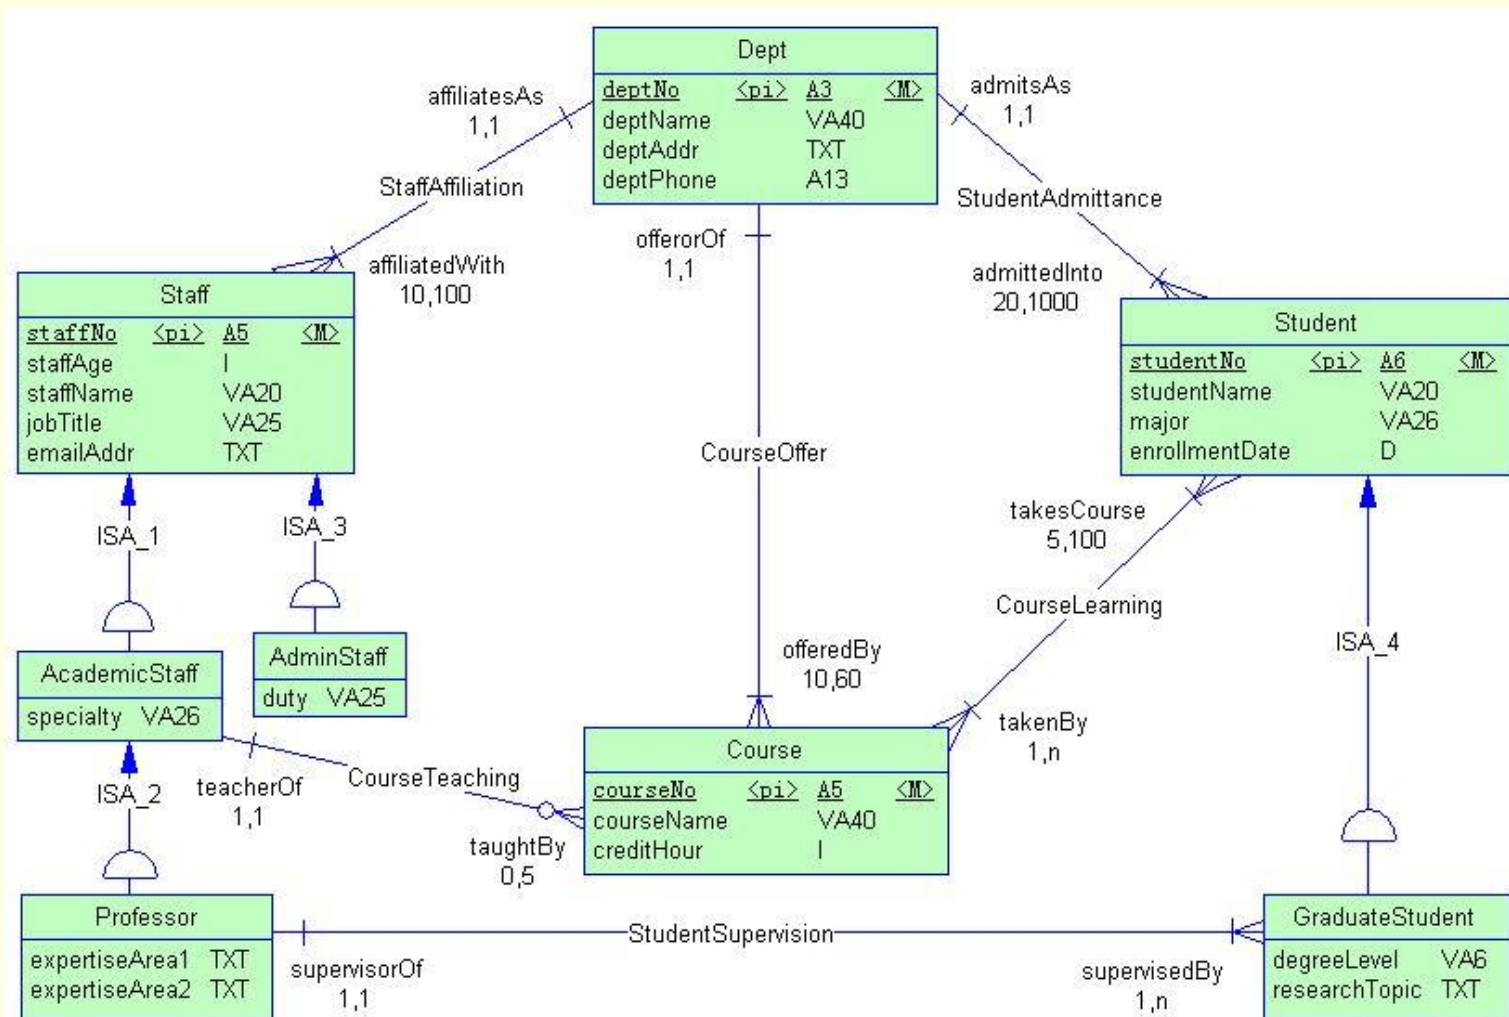 Dept
deptNo <pi> A3 <M>
deptName VA40
deptAddr TXT
deptPhone A13
affiliatesAs
1,1
admitsAs
1,1
StaffAffiliation
StudentAdmittance
offerorOf
1,1
affiliatedWith
10,100
admittedInto
20,1000
Staff
staffNo <pi> A5 <M>
staffAge I
staffName VA20
jobTitle VA25
emailAddr TXT
Student
studentNo <pi> A6 <M>
studentName VA20
major VA26
enrollmentDate D
CourseOffer
takesCourse
5,100
ISA_1
ISA_3
CourseLearning
ISA_4
AcademicStaff
specialty VA26
AdminStaff
duty VA25
offeredBy
10,60
takenBy
1,n
teacherOf
1,1
CourseTeaching
ISA_2
taughtBy
0,5
Course
courseNo <pi> A5 <M>
courseName VA40
creditHour I
Professor
expertiseArea1 TXT
expertiseArea2 TXT
supervisorOf
1,1
StudentSupervision
supervisedBy
1,n
GraduateStudent
degreeLevel VA6
researchTopic TXT